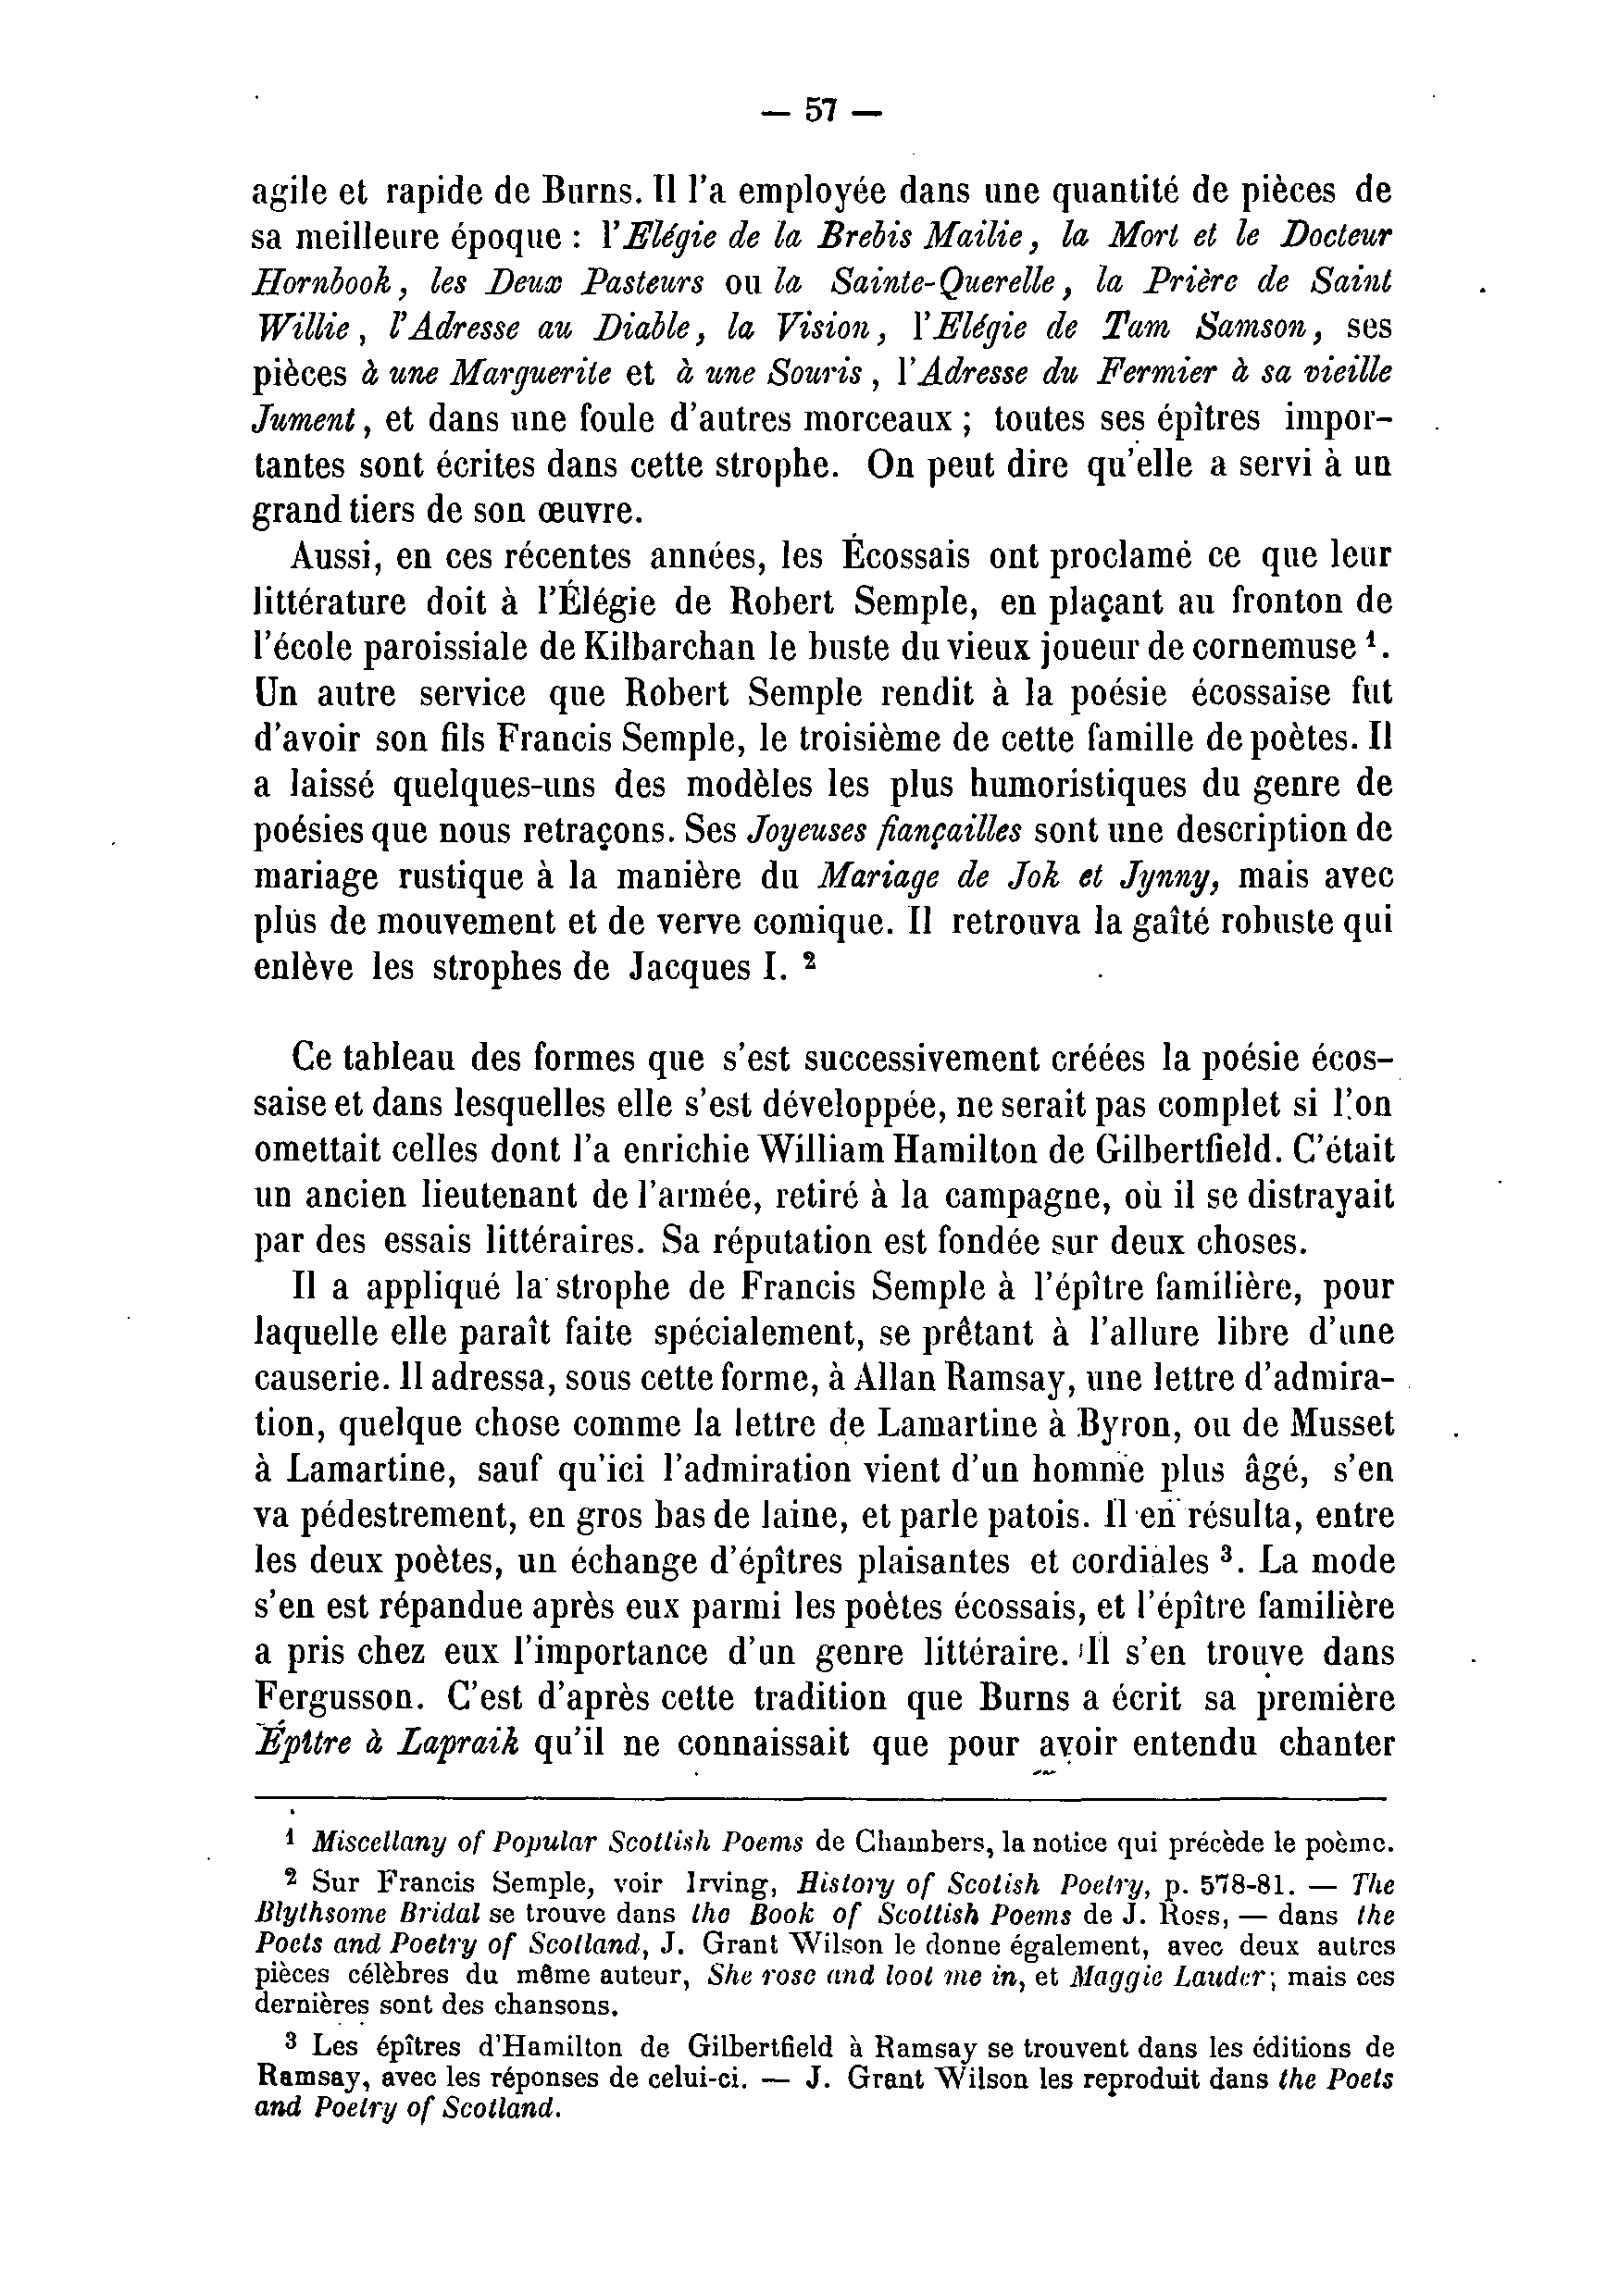 — 57 —
agile et rapide de Burns. Il l'a employée dans une quantité de pièces de
sa meilleure époque : l'Elégie de la Brebis Mailie, la Mort et le Docteur
Hornbook, les Deux Pasteurs ou la Sainte-Querelle, la Prière de Saint
Willie, l'Adresse au Diable, la Vision, l'Elégie de Tam Samson, ses
pièces à une Marguerite et à une Souris, l'Adresse du Fermier à sa vieille
Jument, et dans une foule d'autres morceaux ; toutes ses épîtres impor-
tantes sont écrites dans cette strophe. On peut dire qu'elle a servi à un
grand tiers de son œuvre.
Aussi, en ces récentes années, les Écossais ont proclamé ce que leur
littérature doit à l'Élégie de Robert Semple, en plaçant au fronton de
l'école paroissiale de Kilbarchan le buste du vieux joueur de cornemuse ¹.
Un autre service que Robert Semple rendit à la poésie écossaise fut
d'avoir son fils Francis Semple, le troisième de cette famille de poètes. Il
a laissé quelques-uns des modèles les plus humoristiques du genre de
poésies que nous retraçons. Ses Joyeuses fiançailles sont une description de
mariage rustique à la manière du Mariage de Jok et Jynny, mais avec
plus de mouvement et de verve comique. Il retrouva la gaîté robuste qui
enlève les strophes de Jacques I. ²
Ce tableau des formes que s'est successivement créées la poésie écos-
saise et dans lesquelles elle s'est développée, ne serait pas complet si l'on
omettait celles dont l'a enrichie William Hamilton de Gilbertfield. C'était
un ancien lieutenant de l'armée, retiré à la campagne, où il se distrayait
par des essais littéraires. Sa réputation est fondée sur deux choses.
Il a appliqué la strophe de Francis Semple à l'épître familière, pour
laquelle elle paraît faite spécialement, se prêtant à l'allure libre d'une
causerie. Il adressa, sous cette forme, à Allan Ramsay, une lettre d'admira-
tion, quelque chose comme la lettre de Lamartine à Byron, ou de Musset
à Lamartine, sauf qu'ici l'admiration vient d'un homme plus âgé, s'en
va pédestrement, en gros bas de laine, et parle patois. Il en résulta, entre
les deux poètes, un échange d'épîtres plaisantes et cordiales ³. La mode
s'en est répandue après eux parmi les poètes écossais, et l'épître familière
a pris chez eux l'importance d'un genre littéraire. Il s'en trouve dans
Fergusson. C'est d'après cette tradition que Burns a écrit sa première
Épître à Lapraik qu'il ne connaissait que pour avoir entendu chanter
¹ Miscellany of Popular Scottish Poems de Chambers, la notice qui précède le poème.
² Sur Francis Semple, voir Irving, History of Scotish Poetry, p. 578-81. — The
Blythsome Bridal se trouve dans the Book of Scottish Poems de J. Ross, — dans the
Poets and Poetry of Scotland, J. Grant Wilson le donne également, avec deux autres
pièces célèbres du même auteur, She rose and loot me in, et Maggie Lauder; mais ces
dernières sont des chansons.
³ Les épîtres d'Hamilton de Gilbertfield à Ramsay se trouvent dans les éditions de
Ramsay, avec les réponses de celui-ci. — J. Grant Wilson les reproduit dans the Poets
and Poetry of Scotland.